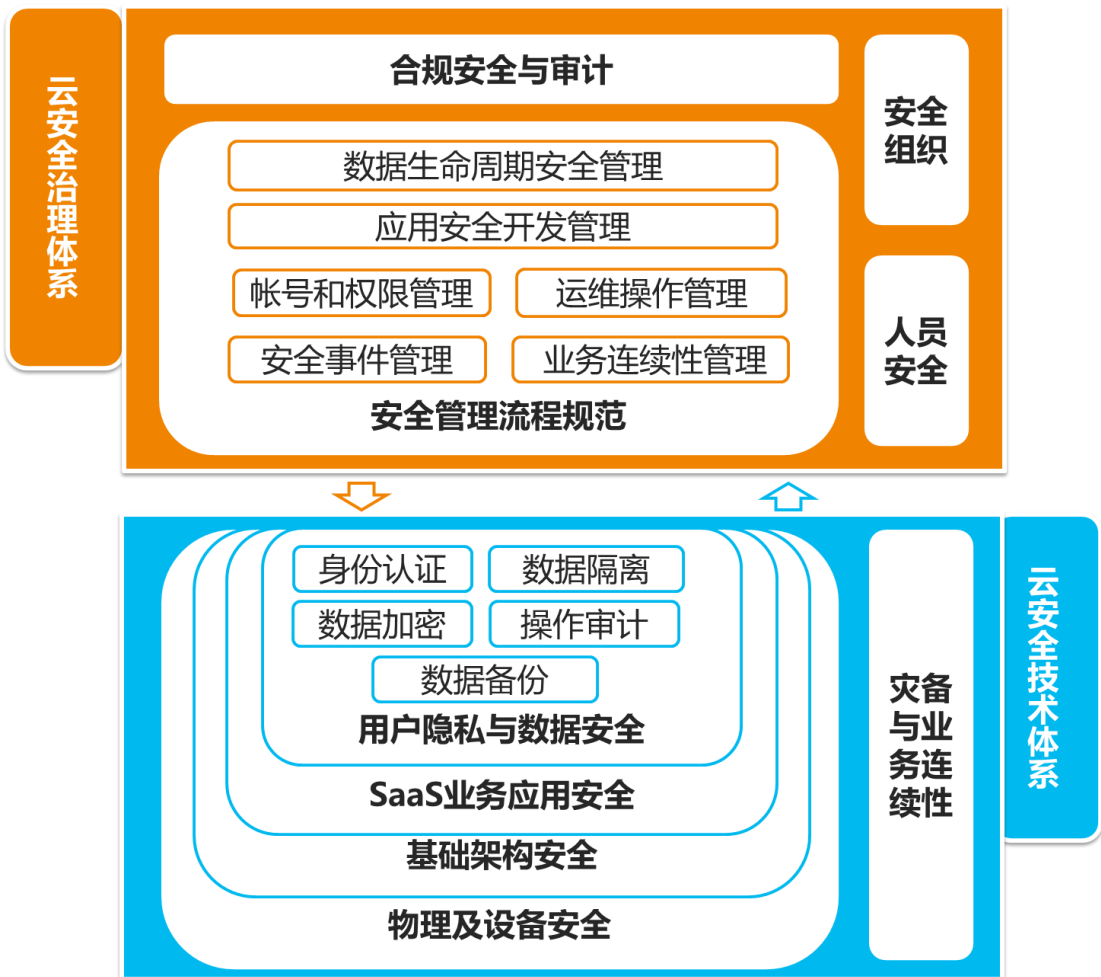 云安全治理体系
合规安全与审计
数据生命周期安全管理
应用安全开发管理
帐号和权限管理
运维操作管理
安全事件管理
业务连续性管理
安全管理流程规范
安全
组织
人员
安全
身份认证
数据隔离
数据加密
操作审计
数据备份
用户隐私与数据安全
SaaS业务应用安全
基础架构安全
物理及设备安全
灾备
与业
务连
续性
云安全技术体系